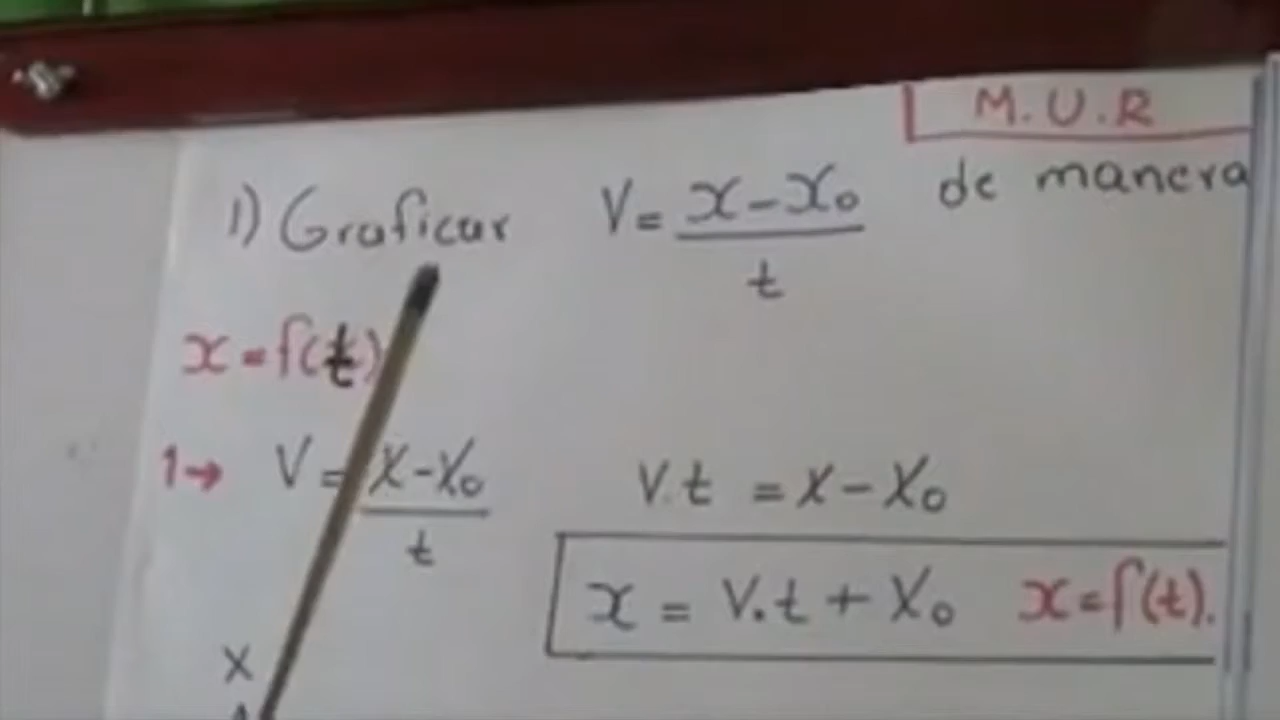 M.U.R
1) Graficar V = x - x₀ / t de manera
x = f(t)
1→ V = x - x₀ / t V.t = x - x₀
x = V.t + x₀ x = f(t).
x